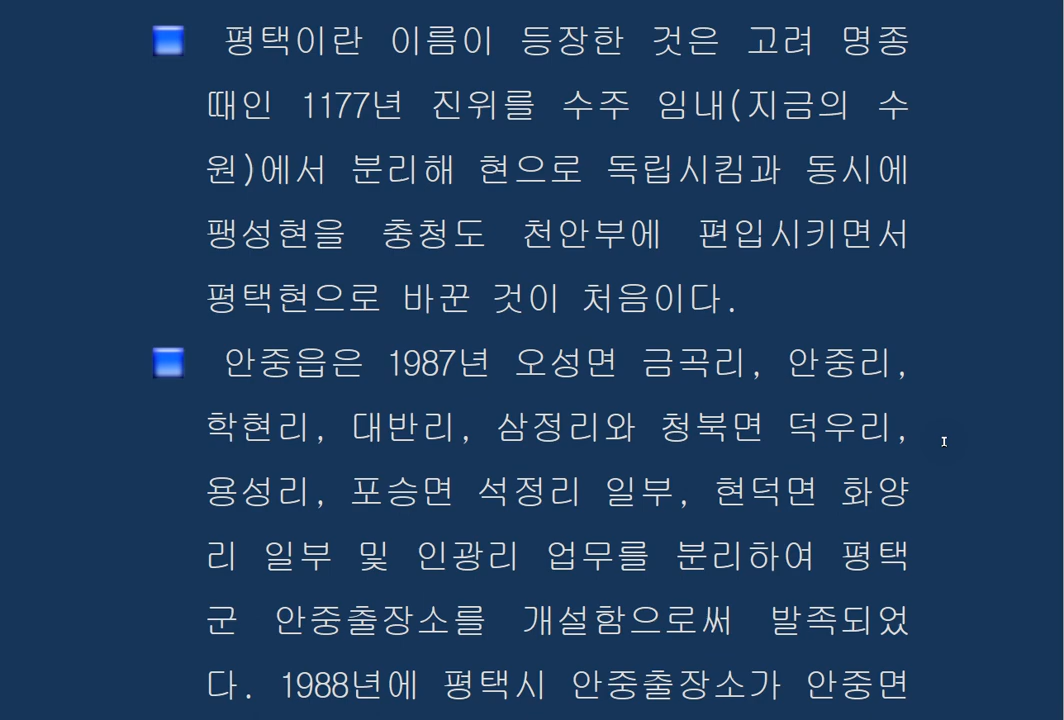 평택이란 이름이 등장한 것은 고려 명종
때인 1177년 진위를 수주 임내(지금의 수
원)에서 분리해 현으로 독립시킴과 동시에
팽성현을 충청도 천안부에 편입시키면서
평택현으로 바꾼 것이 처음이다.
안중읍은 1987년 오성면 금곡리, 안중리,
학현리, 대반리, 삼정리와 청북면 덕우리,
용성리, 포승면 석정리 일부, 현덕면 화양
리 일부 및 인광리 업무를 분리하여 평택
군 안중출장소를 개설함으로써 발족되었
다. 1988년에 평택시 안중출장소가 안중면